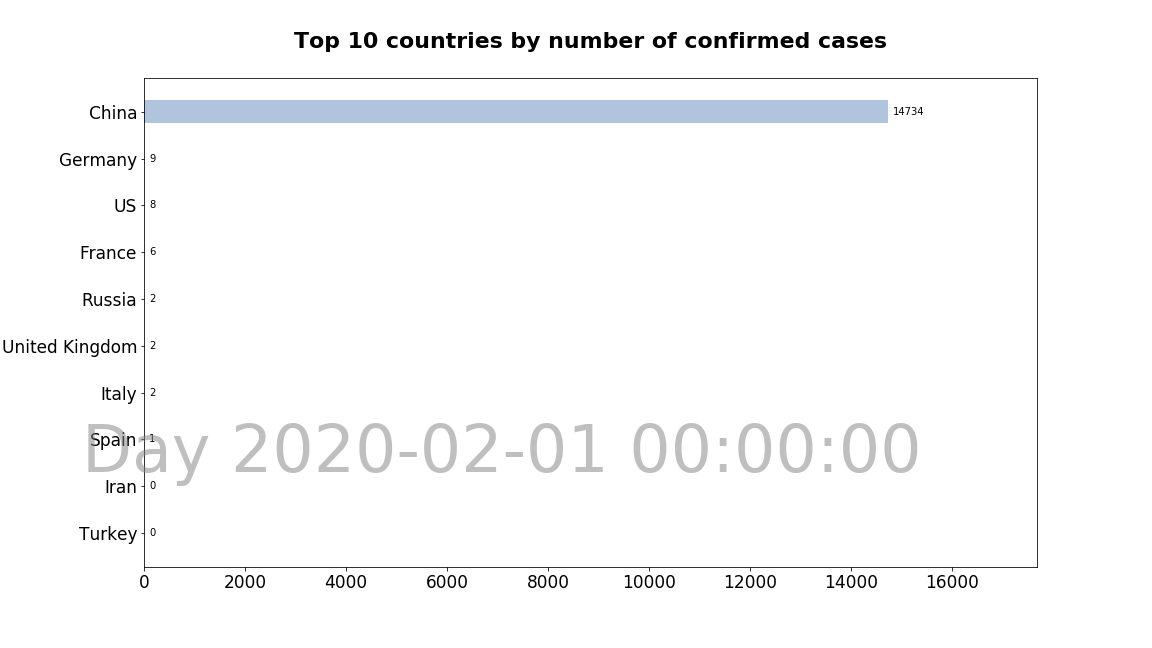 Top 10 countries by number of confirmed cases
China 14734
Germany 9
US 8
France 6
Russia 2
United Kingdom 2
Italy 2
Spain 1
Day 2020-02-01 00:00:00
Iran 0
Turkey 0
0 2000 4000 6000 8000 10000 12000 14000 16000